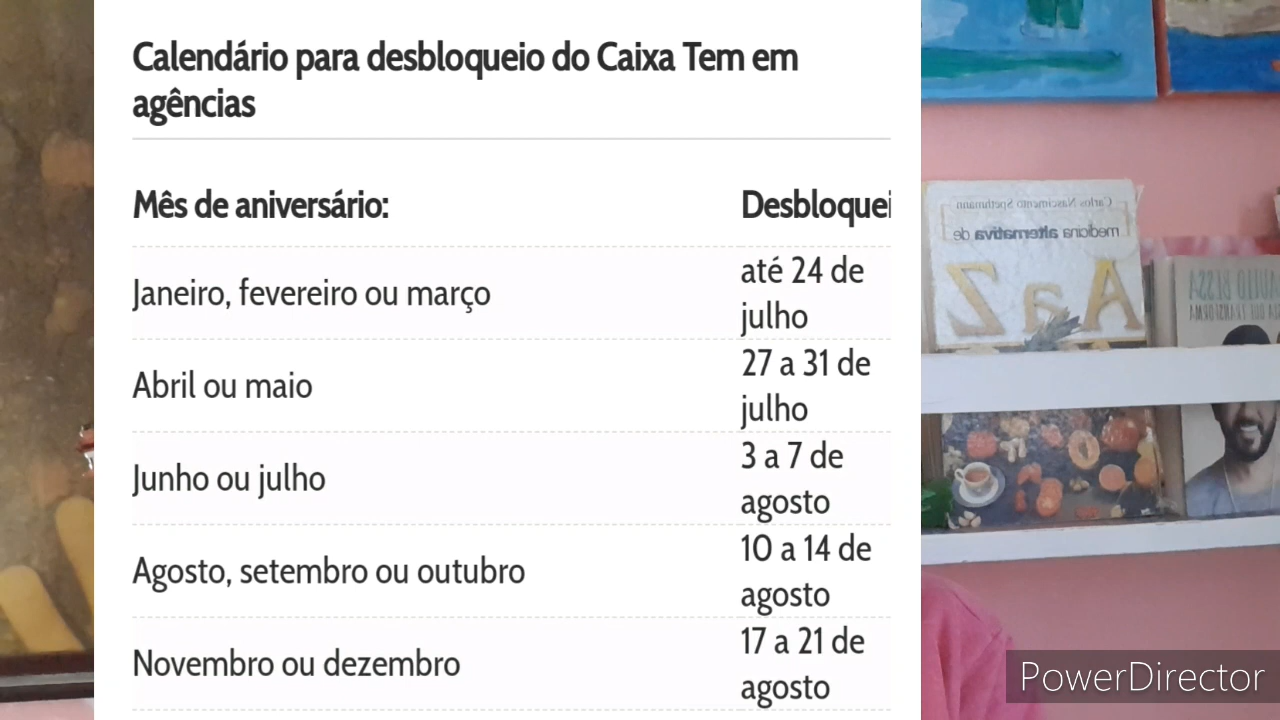 Calendário para desbloqueio do Caixa Tem em
agências
Mês de aniversário:
Desbloquei
Janeiro, fevereiro ou março
até 24 de
julho
Abril ou maio
27 a 31 de
julho
Junho ou julho
3 a 7 de
agosto
Agosto, setembro ou outubro
10 a 14 de
agosto
Novembro ou dezembro
17 a 21 de
agosto
Carlos Nascimento Spethmann
medicina alternativa de
A a Z
PowerDirector